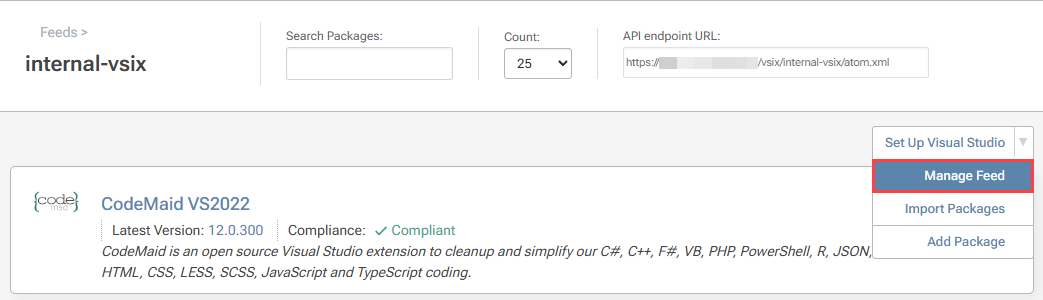 Feeds >
internal-vsix
Search Packages:
Count:
25
API endpoint URL:
https:// /vsix/internal-vsix/atom.xml
Set Up Visual Studio
Manage Feed
Import Packages
Add Package
{code}
maid
CodeMaid VS2022
Latest Version: 12.0.300
Compliance: Compliant
CodeMaid is an open source Visual Studio extension to cleanup and simplify our C#, C++, F#, VB, PHP, PowerShell, R, JSON,
HTML, CSS, LESS, SCSS, JavaScript and TypeScript coding.